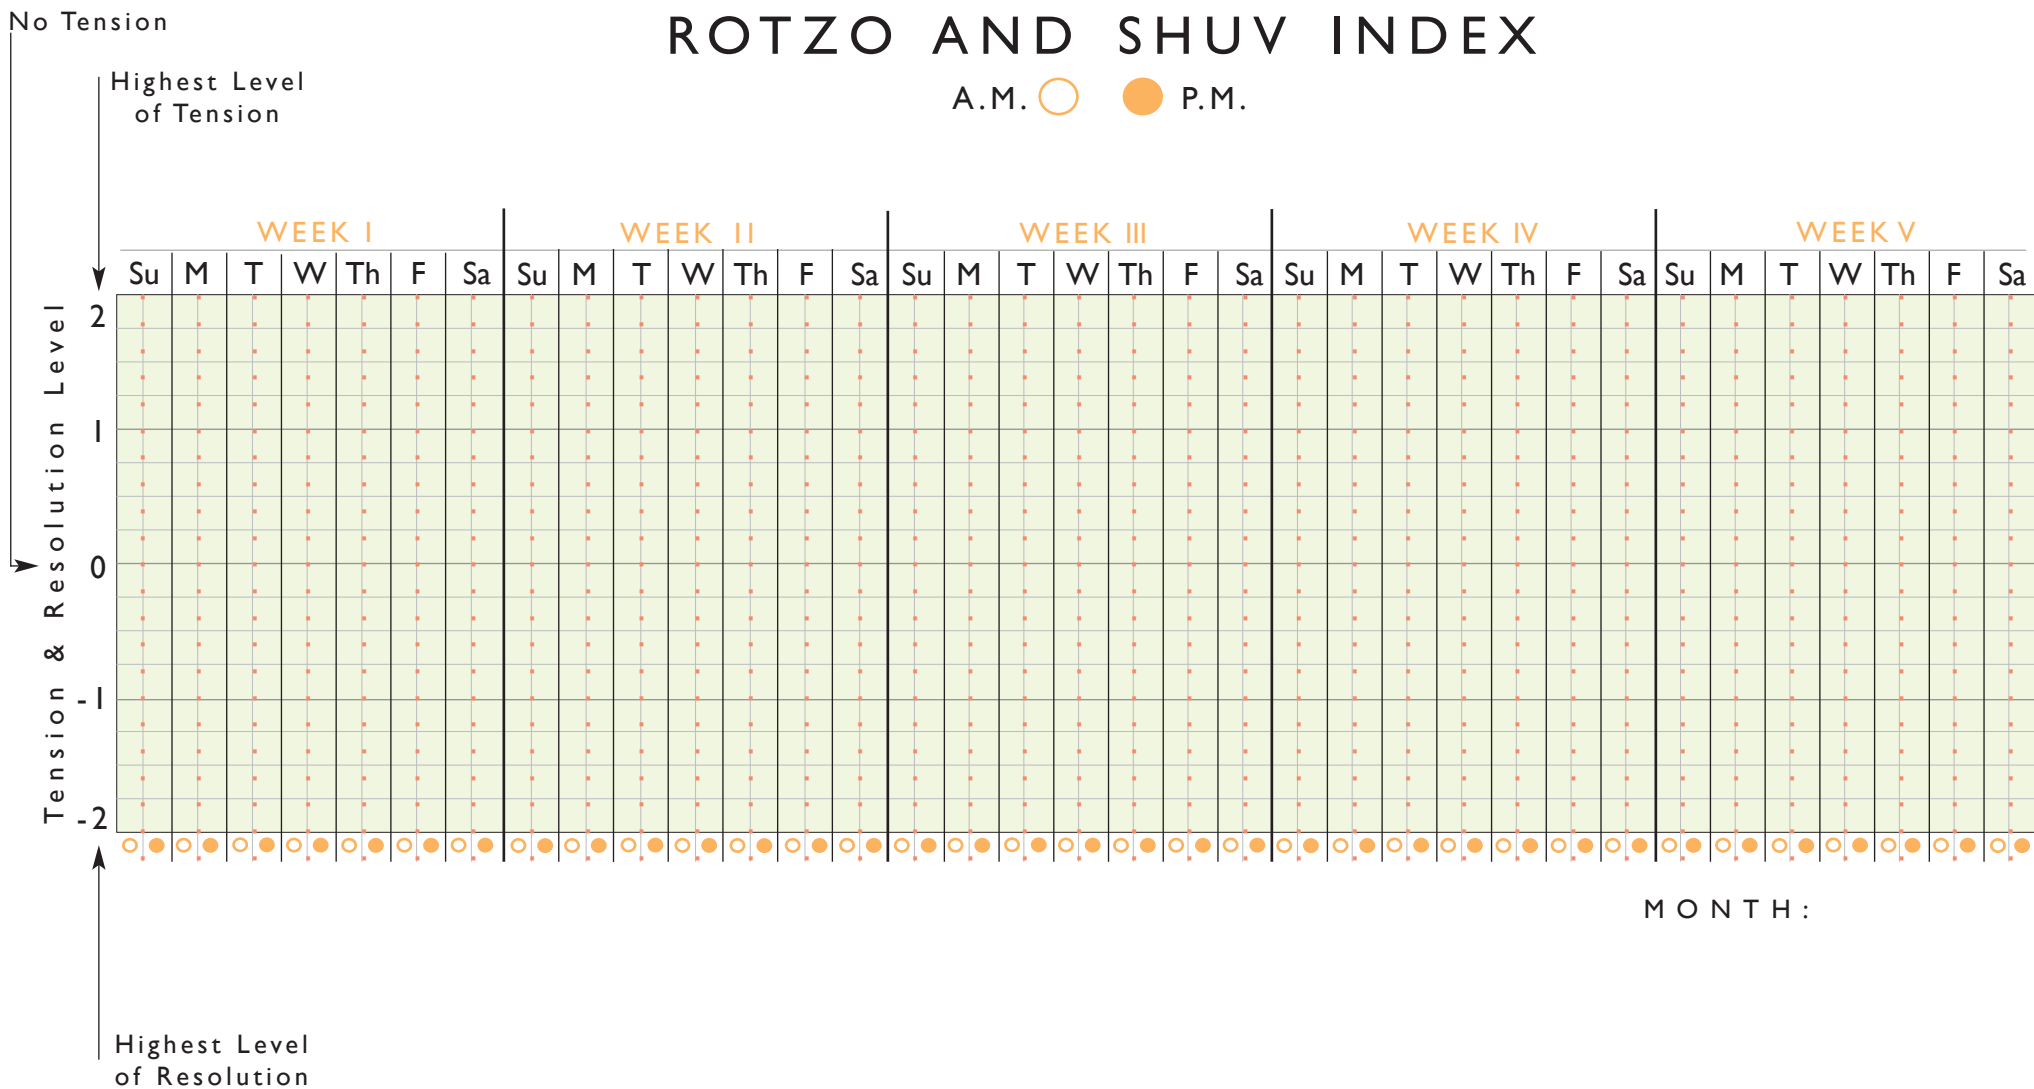 No Tension
ROTZO AND SHUV INDEX
Highest Level
of Tension
A.M. P.M.
WEEK I WEEK II WEEK III WEEK IV WEEK V
Su M T W Th F Sa Su M T W Th F Sa Su M T W Th F Sa Su M T W Th F Sa Su M T W Th F Sa
Tension & Resolution Level
2
1
0
-1
-2
MONTH:
Highest Level
of Resolution